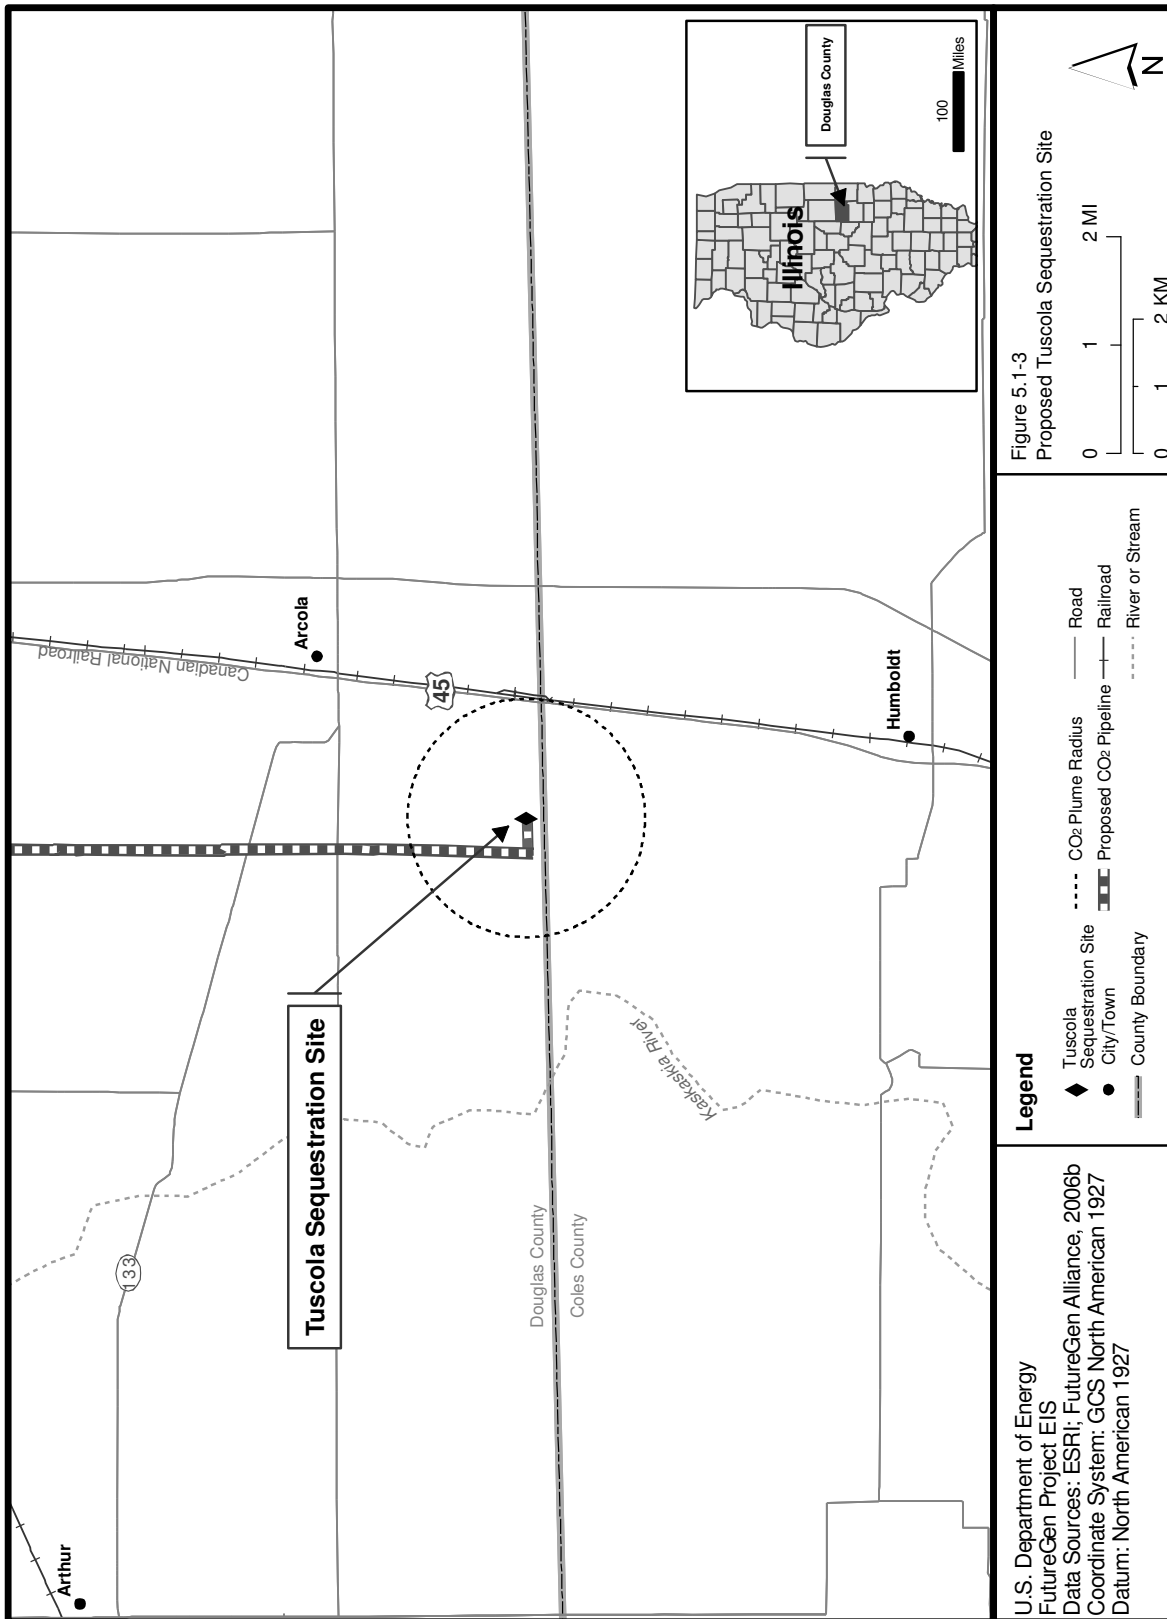 Arthur
133
Tuscola Sequestration Site
Canadian National Railroad
Arcola
45
Douglas County
Coles County
Kaskaskia River
Humboldt
Illinois
Douglas County
100
Miles
U.S. Department of Energy
FutureGen Project EIS
Data Sources: ESRI; FutureGen Alliance, 2006b
Coordinate System: GCS North American 1927
Datum: North American 1927
Legend
Tuscola
Sequestration Site
City/Town
County Boundary
CO2 Plume Radius
Proposed CO2 Pipeline
Road
Railroad
River or Stream
Figure 5.1-3
Proposed Tuscola Sequestration Site
0 1 2 MI
0 1 2 KM
N